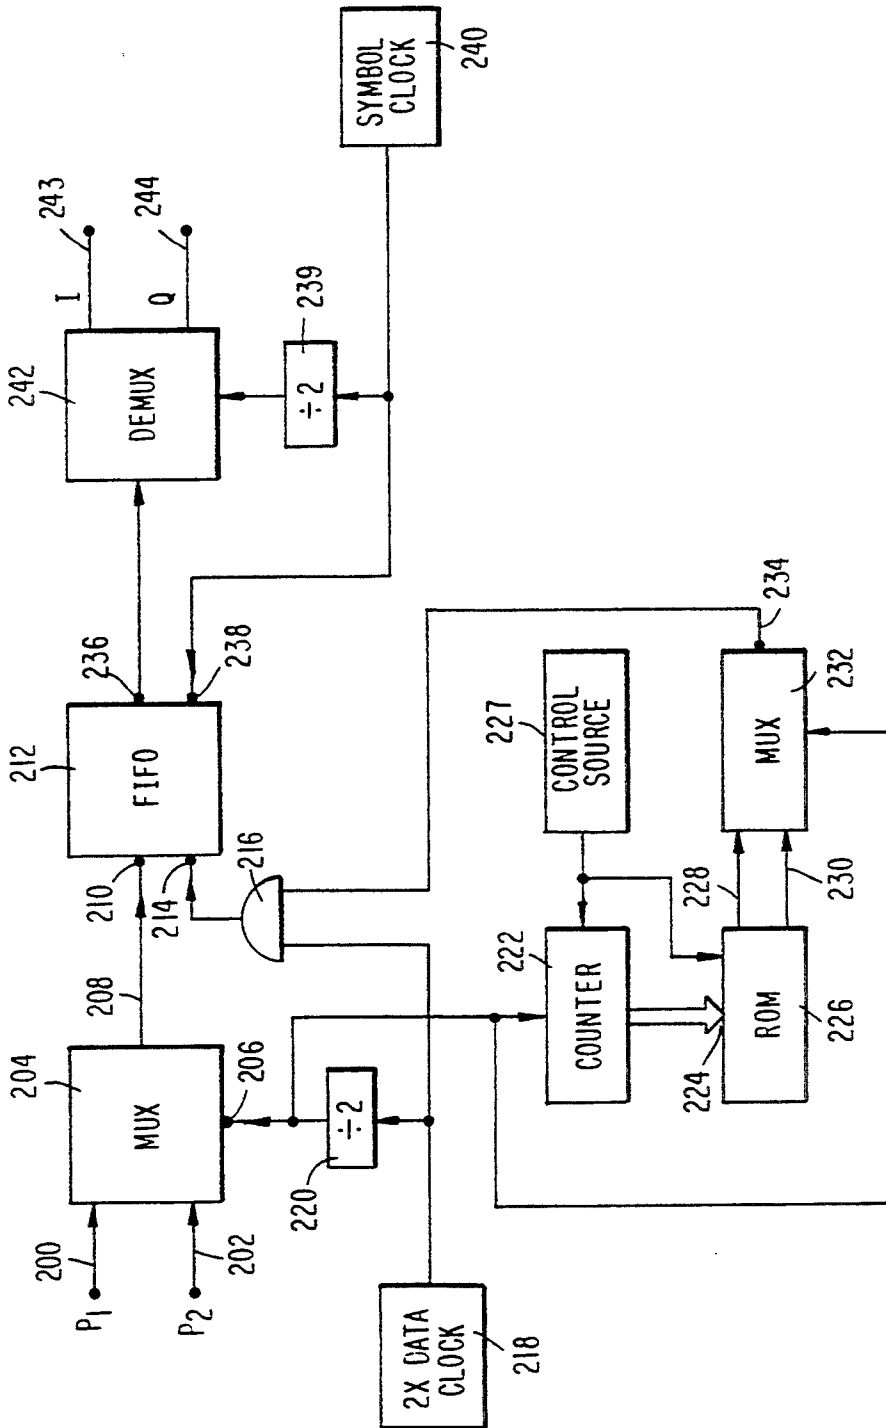 P1
200
P2
202
204
MUX
206
208
210
214
216
212
FIFO
236
238
242
DEMUX
I
243
Q
244
÷2
239
SYMBOL
CLOCK
240
2X DATA
CLOCK
218
220
÷2
222
COUNTER
224
ROM
226
227
CONTROL
SOURCE
228
230
MUX
232
234